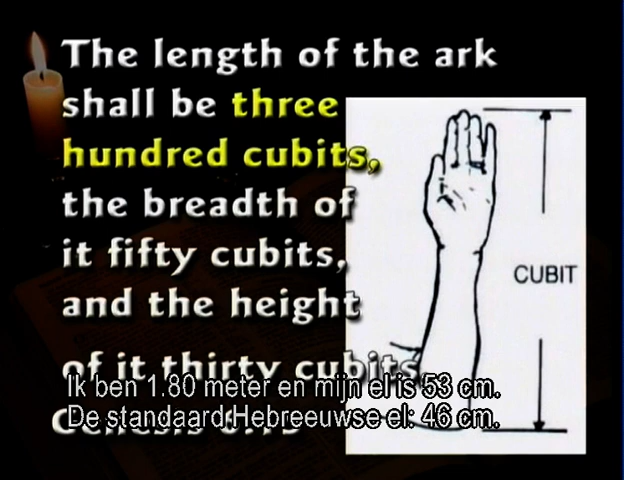 The length of the ark
shall be three
hundred cubits,
the breadth of
it fifty cubits,
and the height
of it thirty cubits
Genesis
CUBIT
Ik ben 1.80 meter en mijn el is 53 cm.
De standaard Hebreeuwse el: 46 cm.